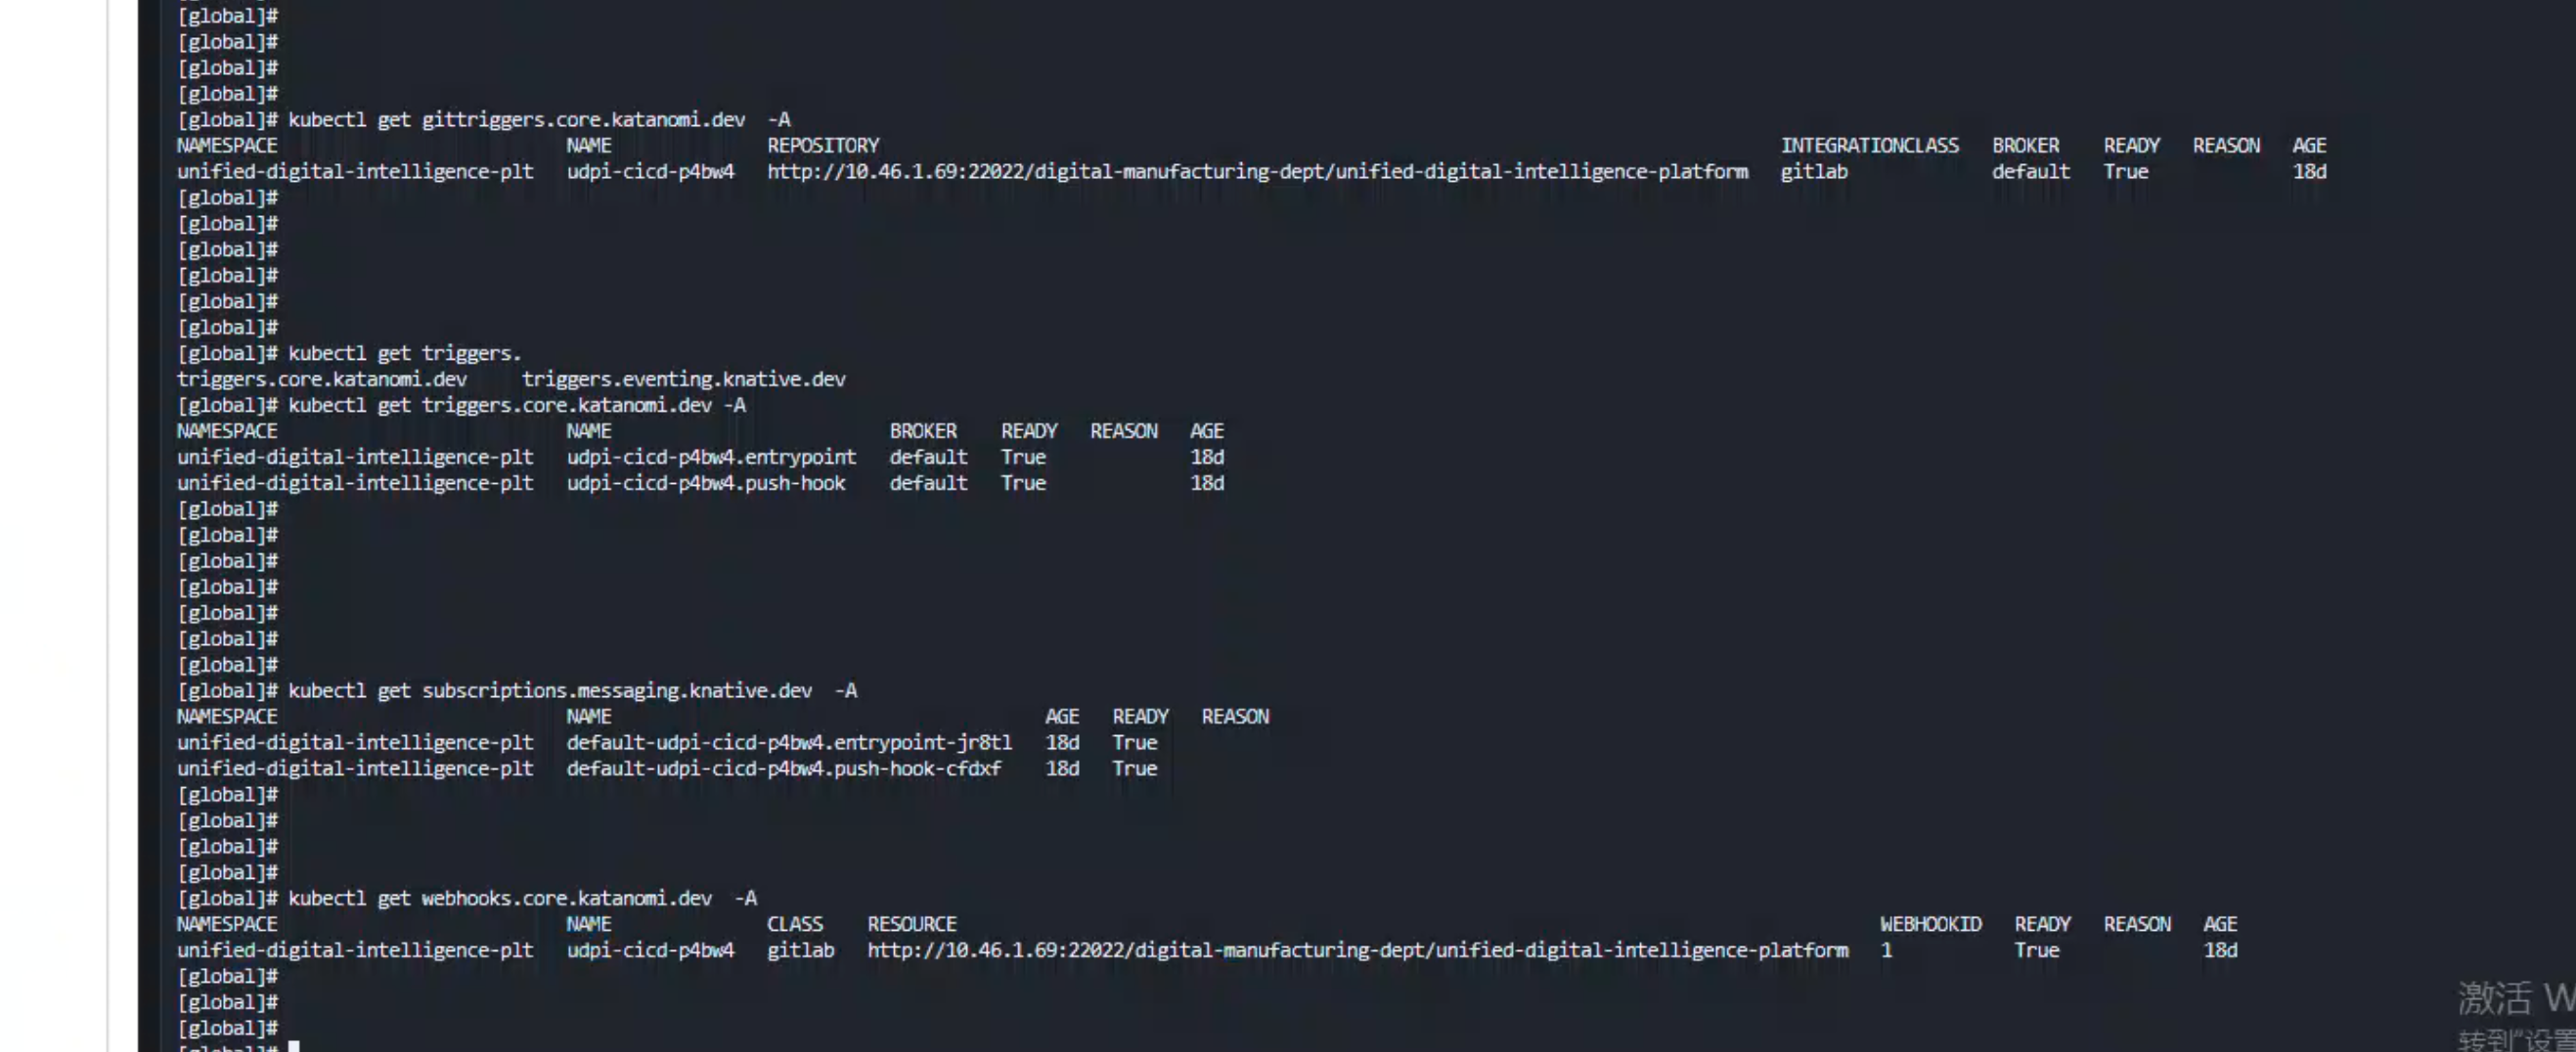 [global]#
[global]#
[global]#
[global]#
[global]# kubectl get gittriggers.core.katanomi.dev  -A
NAMESPACE                          NAME              REPOSITORY                                                                              INTEGRATIONCLASS   BROKER    READY   REASON   AGE
unified-digital-intelligence-plt   udpi-cicd-p4bw4   http://10.46.1.69:22022/digital-manufacturing-dept/unified-digital-intelligence-platform   gitlab             default   True             18d
[global]#
[global]#
[global]#
[global]#
[global]#
[global]#
[global]# kubectl get triggers.
triggers.core.katanomi.dev     triggers.eventing.knative.dev
[global]# kubectl get triggers.core.katanomi.dev -A
NAMESPACE                          NAME                         BROKER    READY   REASON   AGE
unified-digital-intelligence-plt   udpi-cicd-p4bw4.entrypoint   default   True             18d
unified-digital-intelligence-plt   udpi-cicd-p4bw4.push-hook    default   True             18d
[global]#
[global]#
[global]#
[global]#
[global]#
[global]#
[global]#
[global]# kubectl get subscriptions.messaging.knative.dev  -A
NAMESPACE                          NAME                                       AGE   READY   REASON
unified-digital-intelligence-plt   default-udpi-cicd-p4bw4.entrypoint-jr8tl   18d   True
unified-digital-intelligence-plt   default-udpi-cicd-p4bw4.push-hook-cfdxf    18d   True
[global]#
[global]#
[global]#
[global]#
[global]# kubectl get webhooks.core.katanomi.dev  -A
NAMESPACE                          NAME              CLASS    RESOURCE                                                                                WEBHOOKID   READY   REASON   AGE
unified-digital-intelligence-plt   udpi-cicd-p4bw4   gitlab   http://10.46.1.69:22022/digital-manufacturing-dept/unified-digital-intelligence-platform   1           True             18d
[global]#
[global]#
[global]#
[global]#
激活 W
转到"设置